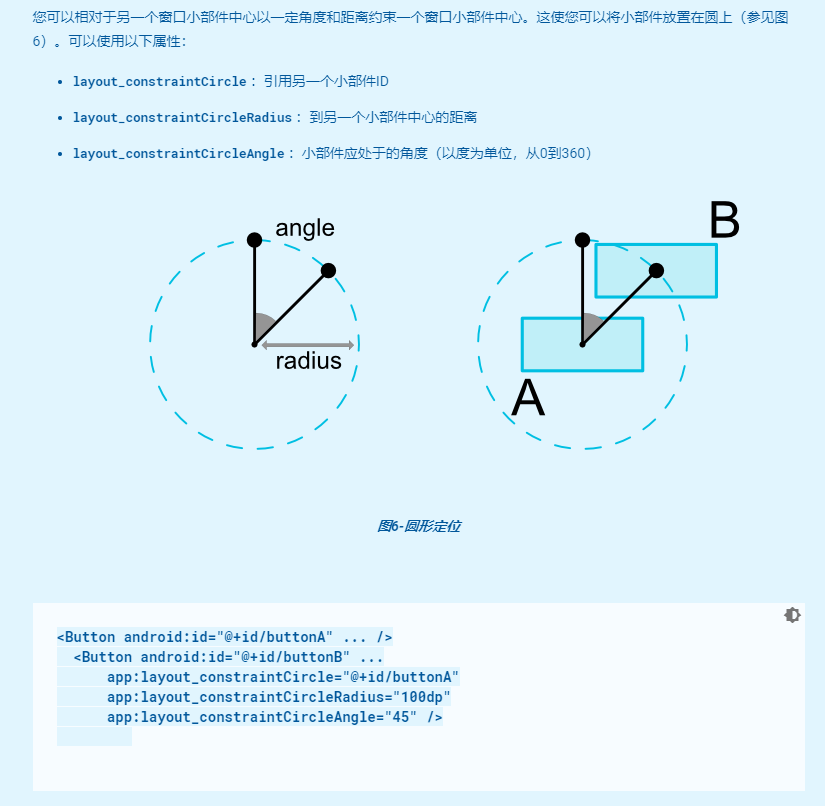 您可以相对于另一个窗口小部件中心以一定角度和距离约束一个窗口小部件中心。这使您可以将小部件放置在圆上（参见图
6）。可以使用以下属性：
• layout_constraintCircle ：引用另一个小部件ID
• layout_constraintCircleRadius ：到另一个小部件中心的距离
• layout_constraintCircleAngle ：小部件应处于的角度（以度为单位，从0到360）
angle
radius
B
A
图6-圆形定位
<Button android:id="@+id/buttonA" ... />
  <Button android:id="@+id/buttonB" ...
      app:layout_constraintCircle="@+id/buttonA"
      app:layout_constraintCircleRadius="100dp"
      app:layout_constraintCircleAngle="45" />